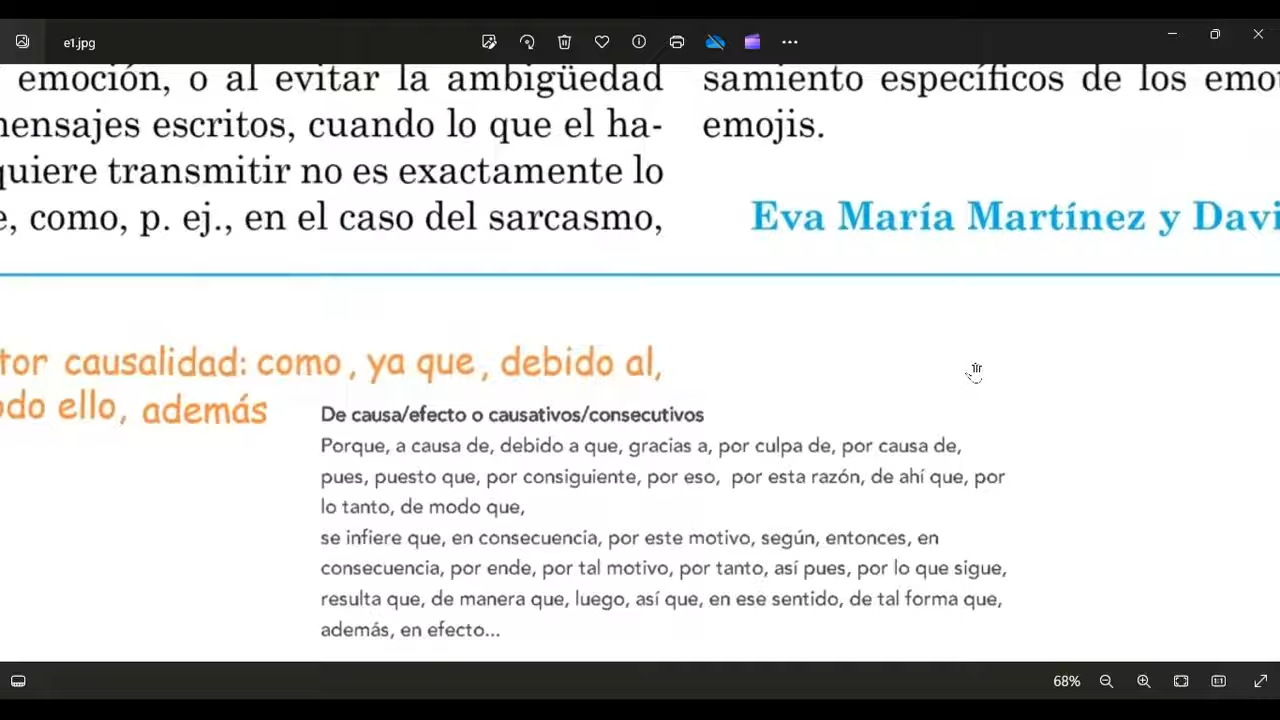 e1.jpg
emoción, o al evitar la ambigüedad
mensajes escritos, cuando lo que el ha-
quiere transmitir no es exactamente lo
como, p. ej., en el caso del sarcasmo,
samiento específicos de los
emojis.
Eva María Martínez y
causalidad: como, ya que, debido al,
ello, además
De causa/efecto o causativos/consecutivos
Porque, a causa de, debido a que, gracias a, por culpa de, por causa de,
pues, puesto que, por consiguiente, por eso, por esta razón, de ahí que, por
lo tanto, de modo que,
se infiere que, en consecuencia, por este motivo, según, entonces, en
consecuencia, por ende, por tal motivo, por tanto, así pues, por lo que sigue,
resulta que, de manera que, luego, así que, en ese sentido, de tal forma que,
además, en efecto...
68%